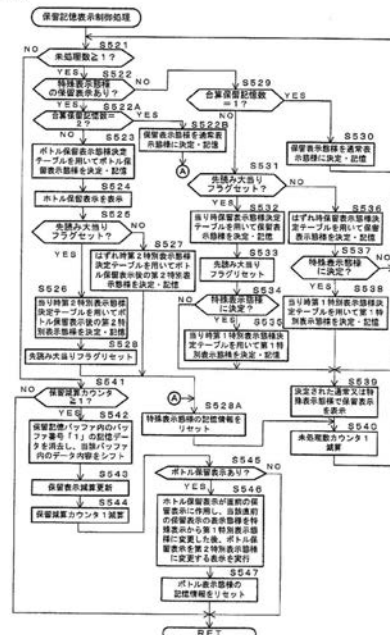 保留記憶表示制御処理
S521
未処理数≧1?
NO
YES
S522
特殊表示態様
の保留表示あり?
NO
YES
S522A
合算保留記憶数=
2?
YES
NO
S522B
保留表示態様を通常表
示態様に決定・記憶
A
S523
ボトル保留表示態様決定
テーブルを用いてボトル保
留表示態様を決定・記憶
S524
ボトル保留表示を表示
S525
先読み大当り
フラグセット?
NO
YES
S527
はずれ時第2特別表示態
様決定テーブルを用いてボ
トル保留表示後の第2特別表
示態様を決定・記憶
S526
当り時第2特別表示態様
決定テーブルを用いて
ボトル保留表示後の第2特
別表示態様を決定・記憶
S528
先読み大当りフラグリセット
S529
合算保留記憶数
=1?
YES
NO
S530
保留表示態様を通常表
示態様に決定・記憶
S531
先読み大当り
フラグセット?
NO
YES
S532
当り時保留表示態様決定
テーブルを用いて保留表
示態様を決定・記憶
S533
先読み大当り
フラグリセット
S534
特殊表示態様
に決定?
NO
YES
S535
当り時第1特別表示態様
決定テーブルを用いて第1特
別表示態様を決定・記憶
S536
はずれ時保留表示態様
決定テーブルを用いて保留
表示態様を決定・記憶
S537
特殊表示態様
に決定?
NO
YES
S538
当り時第1特別表示態様決
定テーブルを用いて第1特
別表示態様を決定・記憶
S539
決定された通常又は特
殊表示態様で保留表示
を表示
S540
未処理数カウンタ1
減算
A
S528A
特殊表示態様の記憶情報を
リセット
S541
保留減算カウンタ
≧1?
NO
YES
S542
保留記憶バッファ内のバッ
ファ番号「1」の記憶デー
タを消去し、当該バッファ
内のデータ内容をシフト
S543
保留表示減算更新
S544
保留減算カウンタ1減算
S545
ボトル保留表示あり?
NO
YES
S546
ボトル保留表示が直前の保
留表示に作用し、当該直前
の保留表示の表示態様を特
殊から第1特別表示態
様に変更した後、ボトル保
留表示を第2特別表示態様
に変更する表示を実行
S547
ボトル表示態様の
記憶情報をリセット
RET